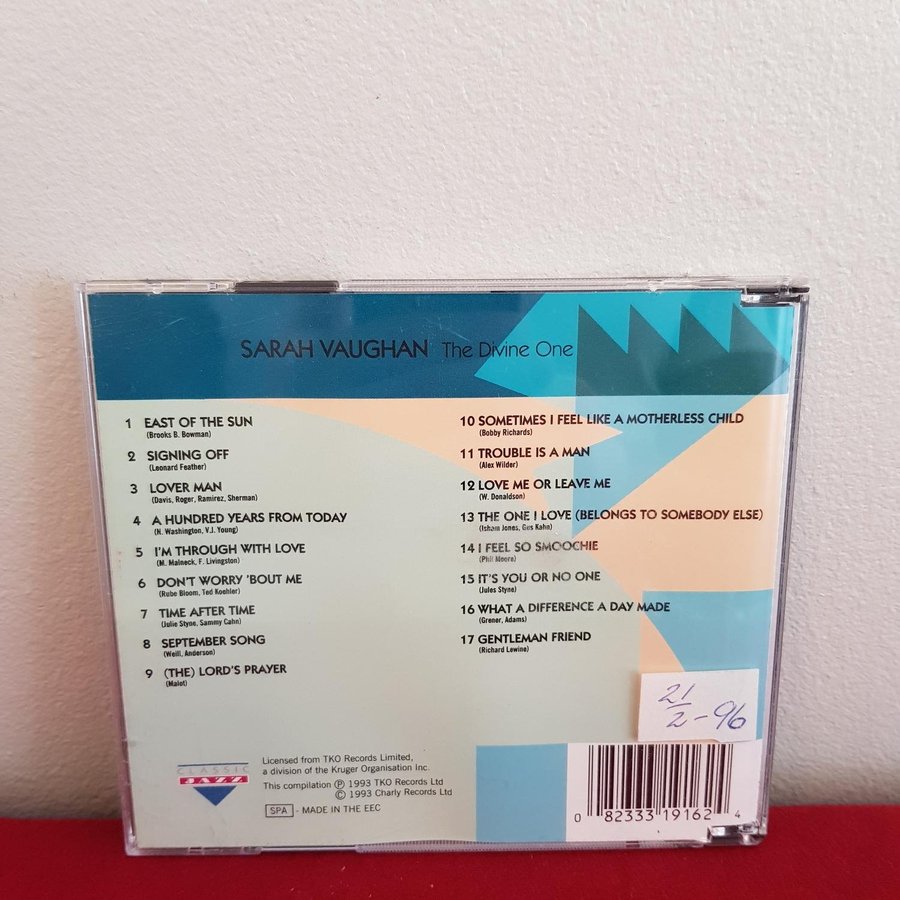 SARAH VAUGHAN The Divine One
1 EAST OF THE SUN
(Brooks B. Bowman)
2 SIGNING OFF
(Leonard Feather)
3 LOVER MAN
(Davis, Roger, Ramirez, Sherman)
4 A HUNDRED YEARS FROM TODAY
(N. Washington, V.J. Young)
5 I'M THROUGH WITH LOVE
(M. Malneck, F. Livingston)
6 DON'T WORRY 'BOUT ME
(Rube Bloom, Ted Koehler)
7 TIME AFTER TIME
(Julie Styne, Sammy Cahn)
8 SEPTEMBER SONG
(Weill, Anderson)
9 (THE) LORD'S PRAYER
(Malot)
10 SOMETIMES I FEEL LIKE A MOTHERLESS CHILD
(Bobby Richards)
11 TROUBLE IS A MAN
(Alex Wilder)
12 LOVE ME OR LEAVE ME
(W. Donaldson)
13 THE ONE I LOVE (BELONGS TO SOMEBODY ELSE)
(Isham Jones, Gus Kahn)
14 I FEEL SO SMOOCHIE
(Phil Moore)
15 IT'S YOU OR NO ONE
(Jules Styne)
16 WHAT A DIFFERENCE A DAY MADE
(Grener, Adams)
17 GENTLEMAN FRIEND
(Richard Lewine)
21/2-96
CLASSIC
JAZZ
Licensed from TKO Records Limited,
a division of the Kruger Organisation Inc.
This compilation ℗ 1993 TKO Records Ltd
© 1993 Charly Records Ltd
SPA - MADE IN THE EEC
0 82333 19162 4